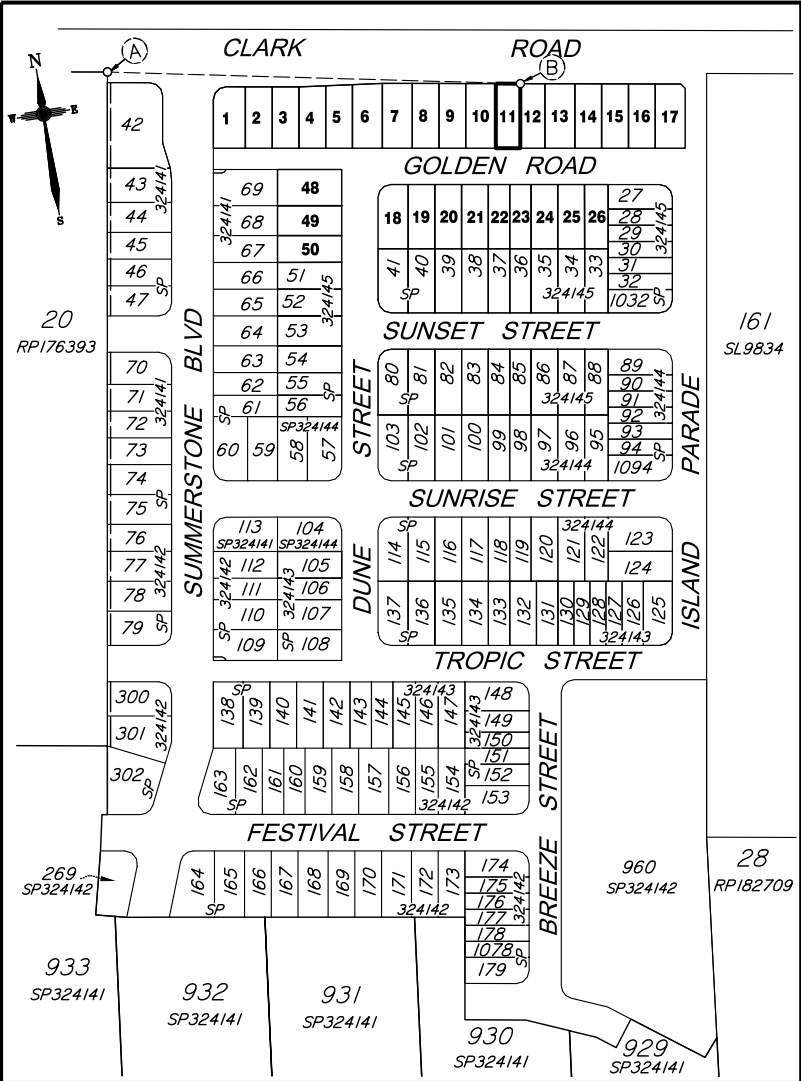 CLARK ROAD
A
B
N
E
S
W
1 2 3 4 5 6 7 8 9 10 11 12 13 14 15 16 17
GOLDEN ROAD
42
43
44
45
46
47
324141
SP
69
68
67
66
65
64
63
62
61
60 59
324141
SP
48
49
50
51
52
53
54
55
56
324145
SP
SP324144
58 57
18 19 20 21 22 23 24 25 26
41 40 39 38 37 36 35 34 33
SP 324145
27
28
29
30
31
32
1032
324145
SP
20
RP176393
161
SL9834
SUMMERSTONE BLVD
SUNSET STREET
DUNE STREET
ISLAND PARADE
70
71
72
73
74
75
76
77
78
79
324141
SP
324142
SP
80 81 82 83 84 85 86 87 88
SP 324145
103 102 101 100 99 98 97 96 95
SP 324144
89
90
91
92
93
94
1094
324144
SP
SUNRISE STREET
113
SP324141
104
SP324144
112
111
110
109
324142
SP
105
106
107
108
324143
SP
SP 324144
114 115 116 117 118 119 120 121 122
123
124
137 136 135 134 133 132 131 130 129 128 127 126 125
SP 324143
TROPIC STREET
300
301
302
324142
SP
SP 324143
138 139 140 141 142 143 144 145 146 147
148
149
150
324143
SP
151
152
153
163 162 161 160 159 158 157 156 155 154
SP 324142
FESTIVAL STREET
BREEZE STREET
269
SP324142
164 165 166 167 168 169 170 171 172 173
SP 324142
174
175
176
177
178
1078
179
324142
SP
960
SP324142
28
RP182709
933
SP324141
932
SP324141
931
SP324141
930
SP324141
929
SP324141